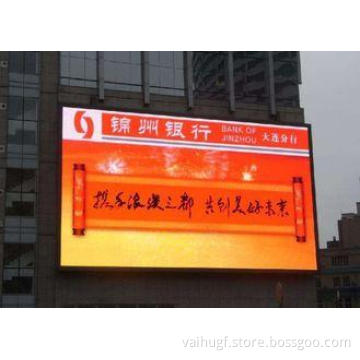 锦州银行 BANK OF
JINZHOU 大连分行
携手浪漫之都 共创美好未来
vaihugf.store.bossgoo.com